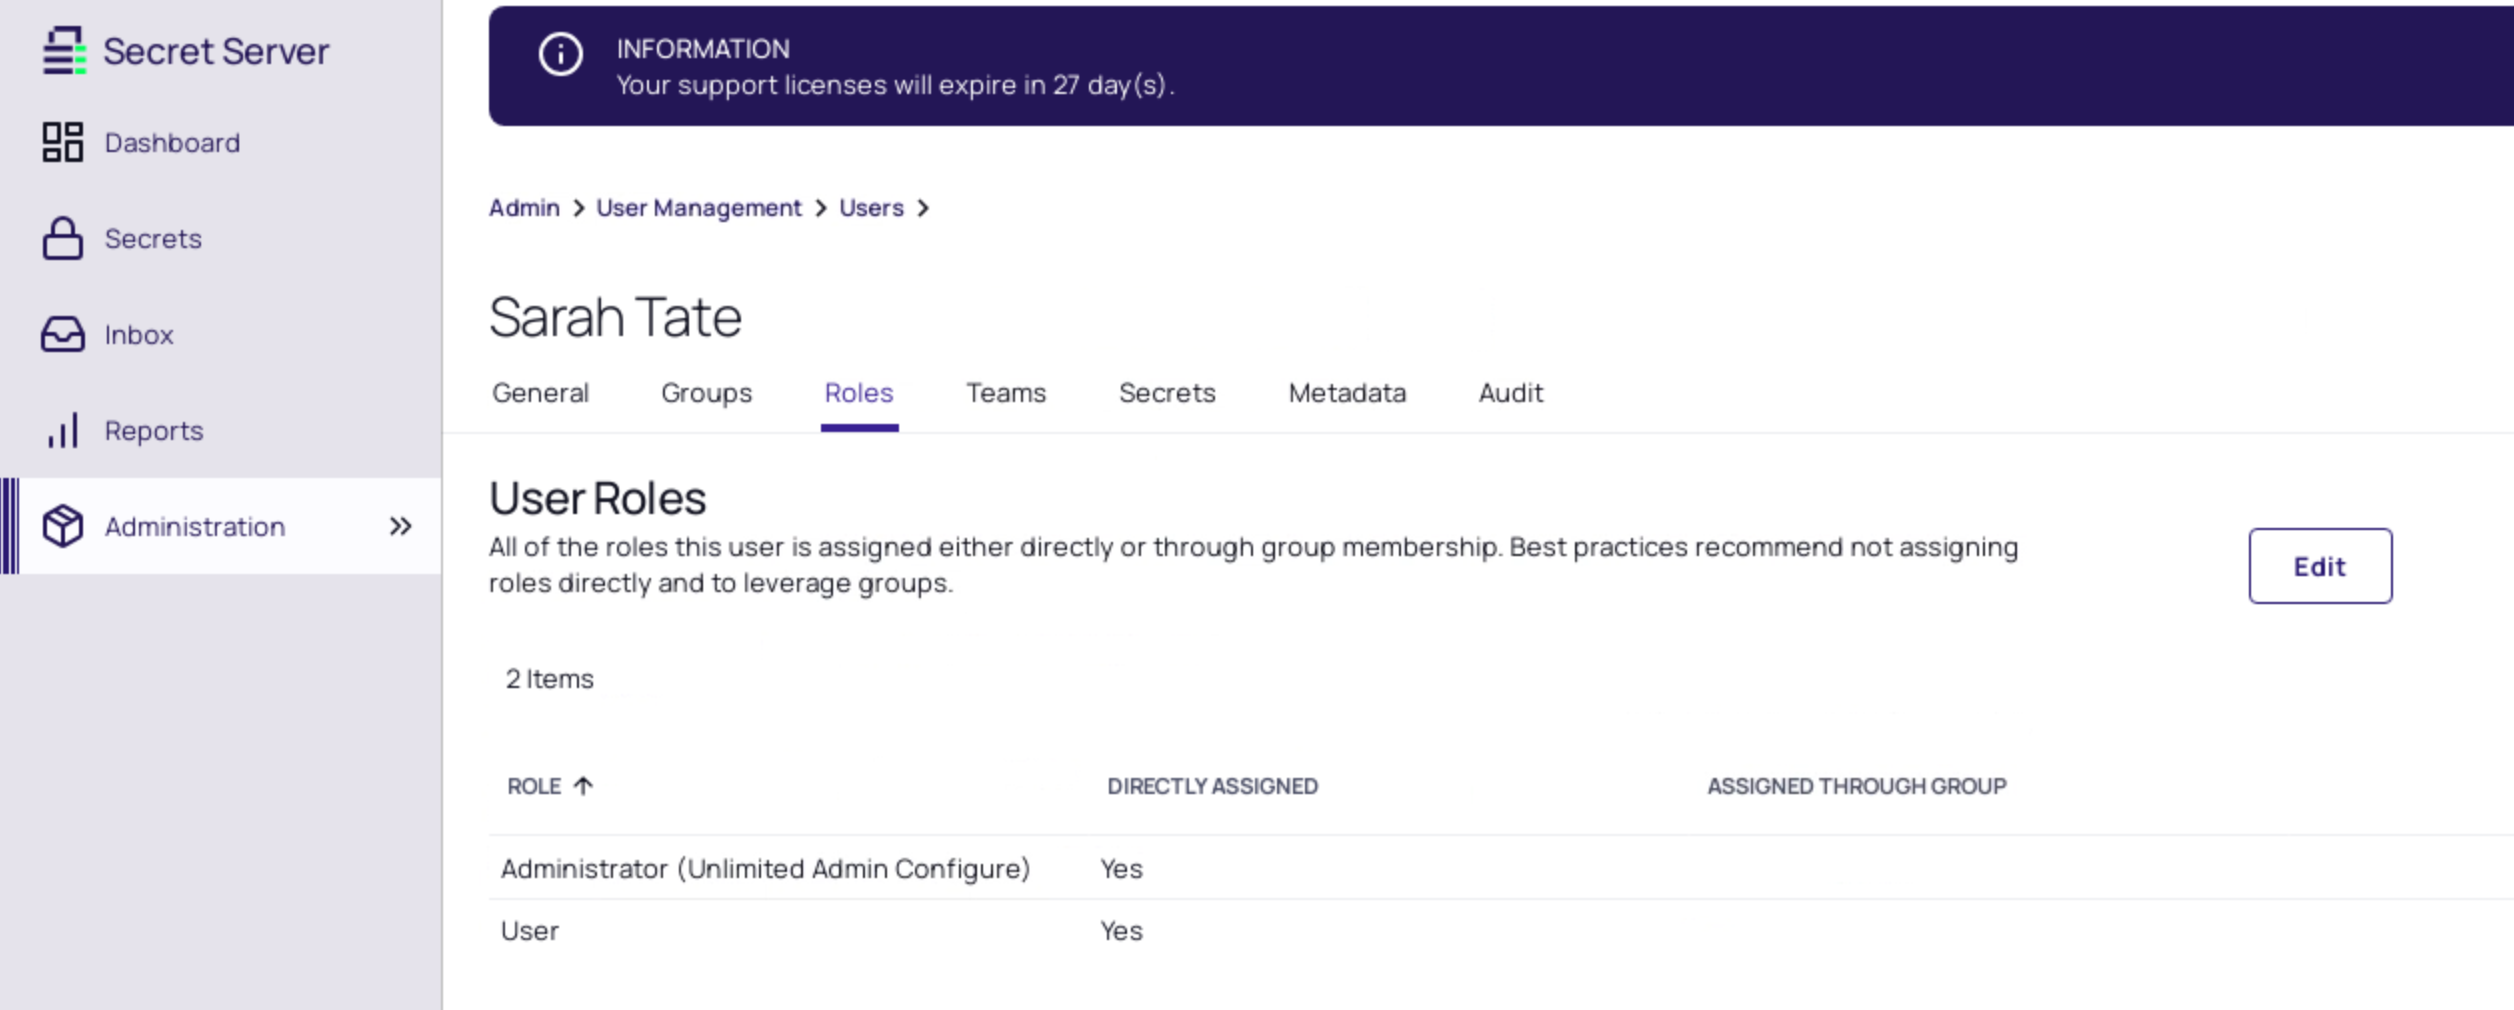 Secret Server
Dashboard
Secrets
Inbox
Reports
Administration
INFORMATION
Your support licenses will expire in 27 day(s).
Admin > User Management > Users >
Sarah Tate
General Groups Roles Teams Secrets Metadata Audit
User Roles
All of the roles this user is assigned either directly or through group membership. Best practices recommend not assigning
roles directly and to leverage groups.
Edit
2 Items
ROLE DIRECTLY ASSIGNED ASSIGNED THROUGH GROUP
Administrator (Unlimited Admin Configure) Yes
User Yes